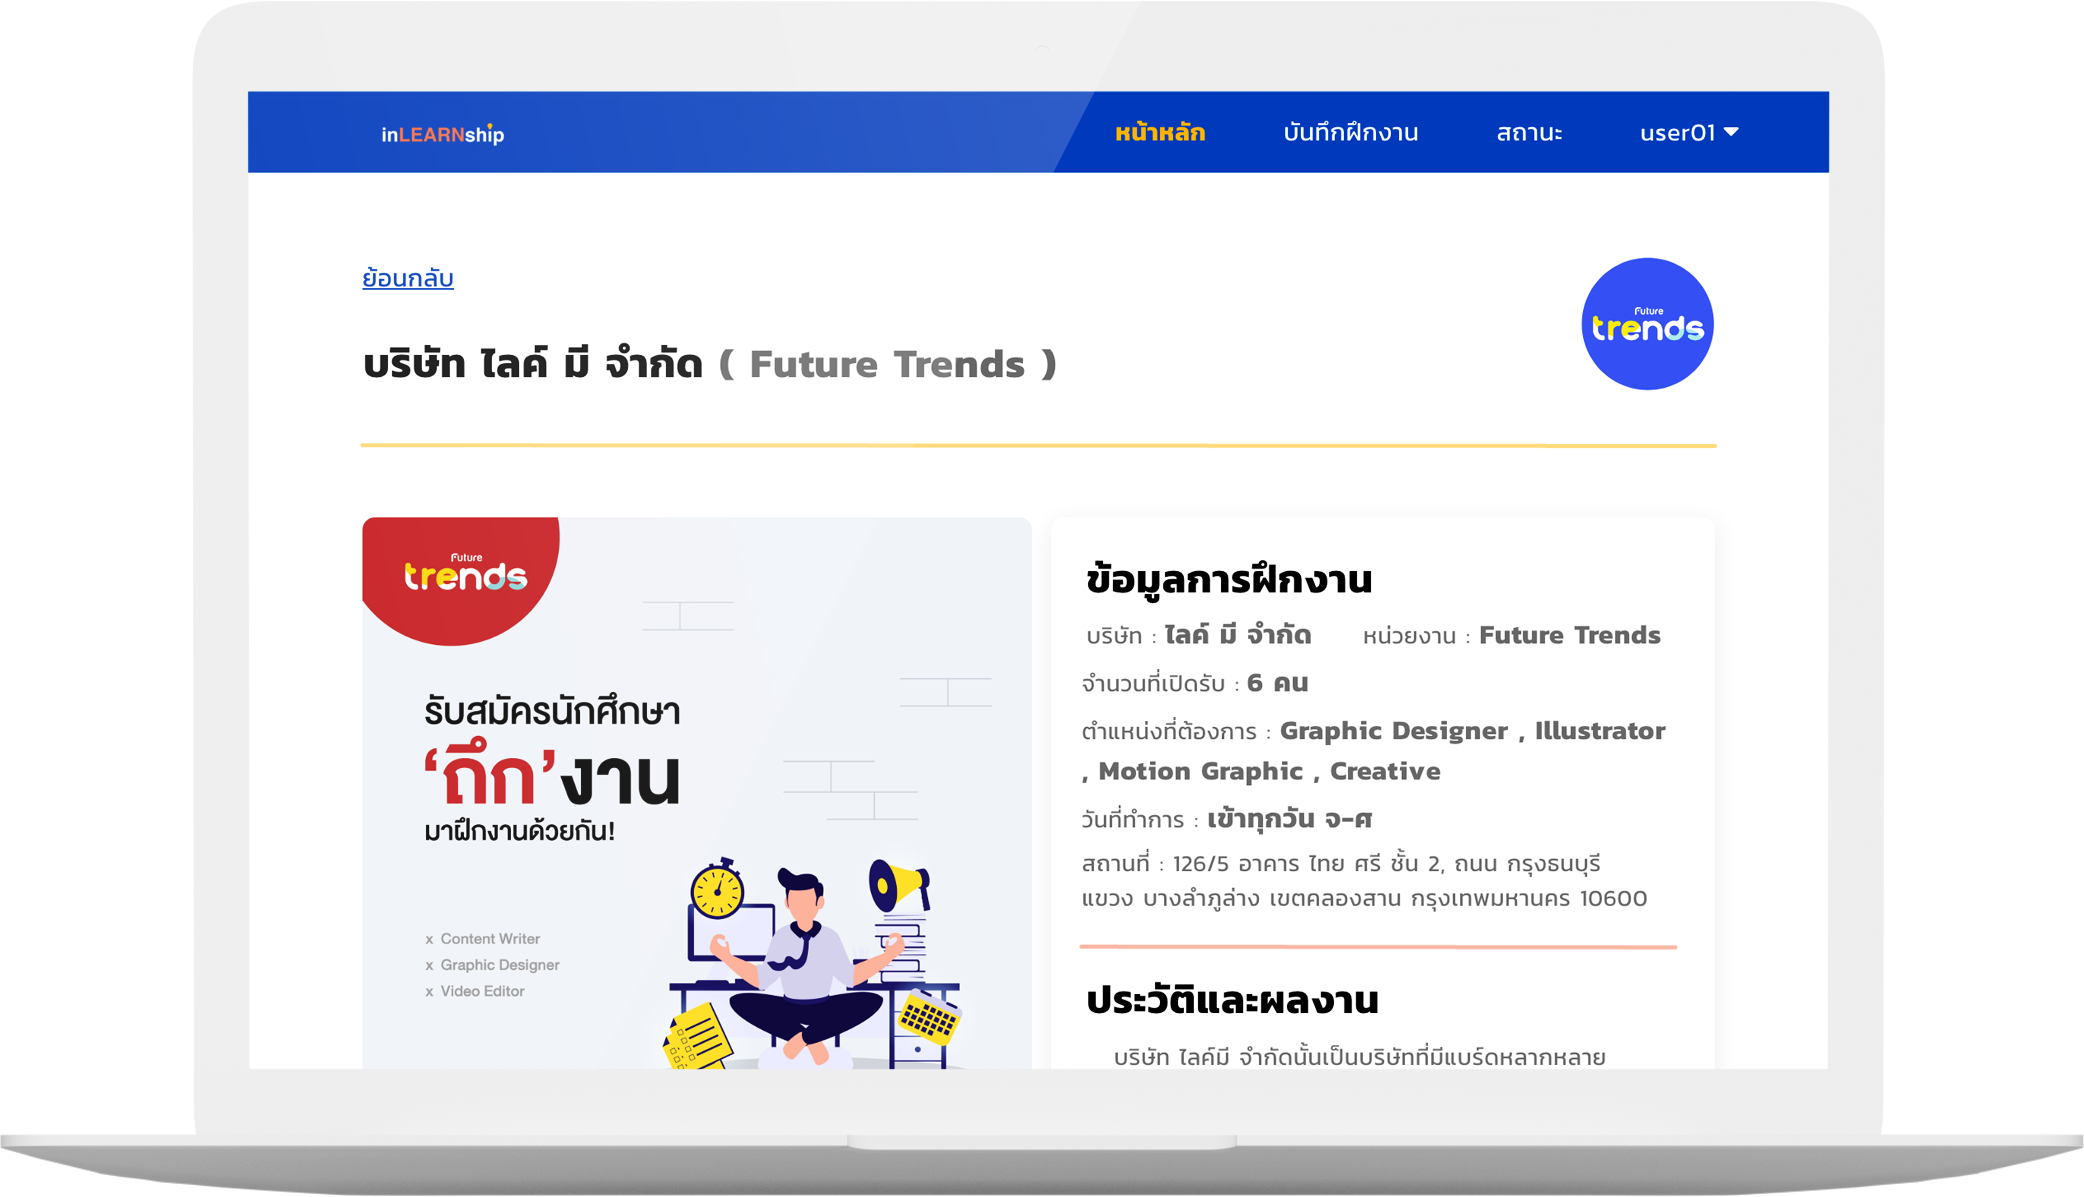 inLEARNship
หน้าหลัก
บันทึกฝึกงาน
สถานะ
user01
ย้อนกลับ
Future
trends
บริษัท ไลค์ มี จำกัด ( Future Trends )
Future
trends
รับสมัครนักศึกษา
‘ถึก’งาน
มาฝึกงานด้วยกัน!
x Content Writer
x Graphic Designer
x Video Editor
ข้อมูลการฝึกงาน
บริษัท : ไลค์ มี จำกัด หน่วยงาน : Future Trends
จำนวนที่เปิดรับ : 6 คน
ตำแหน่งที่ต้องการ : Graphic Designer , Illustrator
, Motion Graphic , Creative
วันที่ทำการ : เข้าทุกวัน จ-ศ
สถานที่ : 126/5 อาคาร ไทย ศรี ชั้น 2, ถนน กรุงธนบุรี
แขวง บางลำภูล่าง เขตคลองสาน กรุงเทพมหานคร 10600
ประวัติและผลงาน
บริษัท ไลค์มี จำกัดนั้นเป็นบริษัทที่มีแบร์ดหลากหลาย